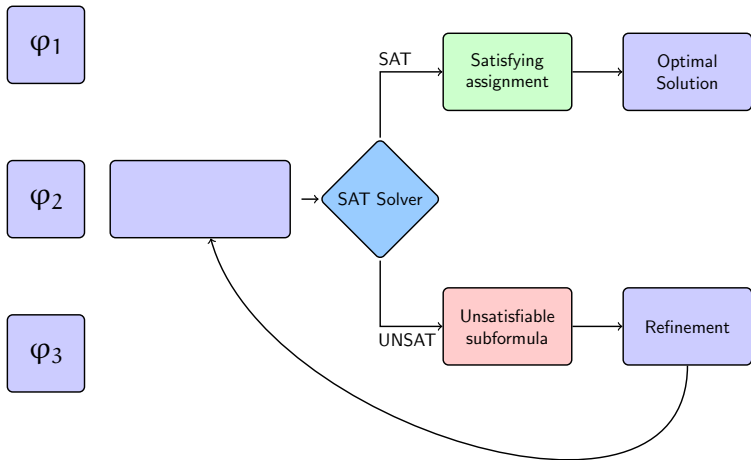 φ1
SAT
Satisfying
assignment
Optimal
Solution
φ2
SAT Solver
φ3
UNSAT
Unsatisfiable
subformula
Refinement